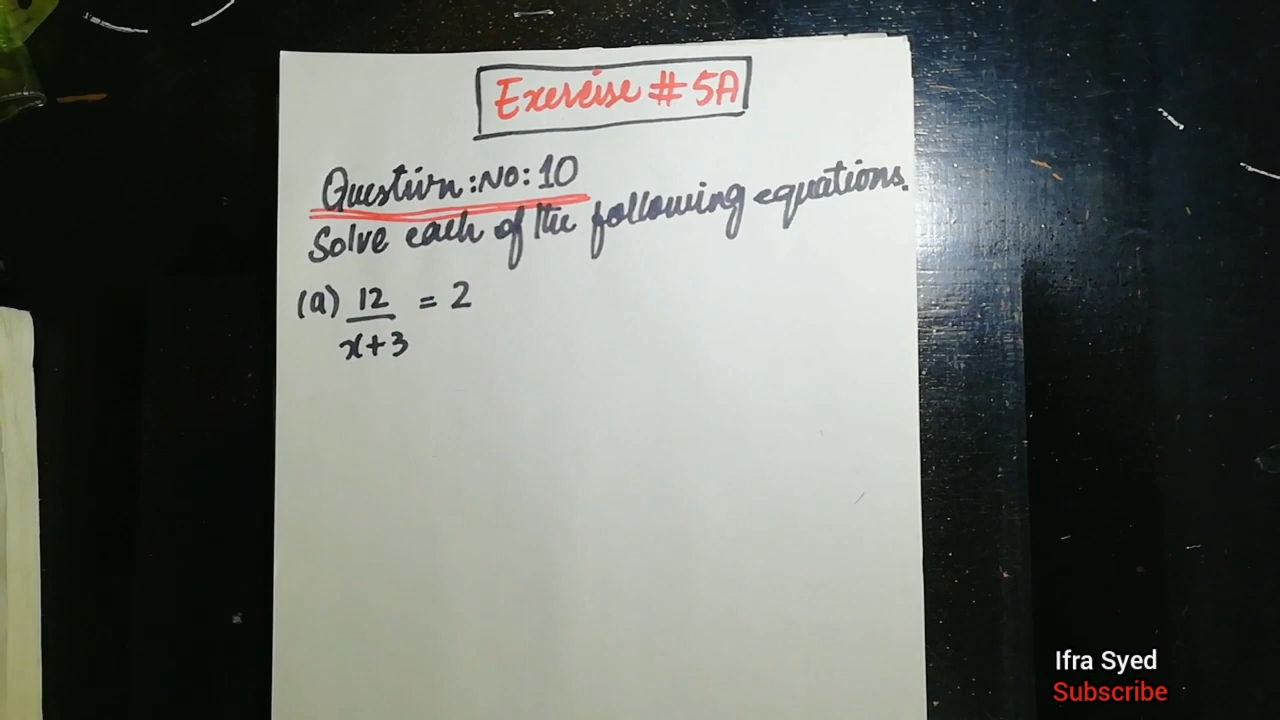 Exercise # 5A
Question:No:10
Solve each of the following equations.
(a) 12/x+3 = 2
Ifra Syed
Subscribe